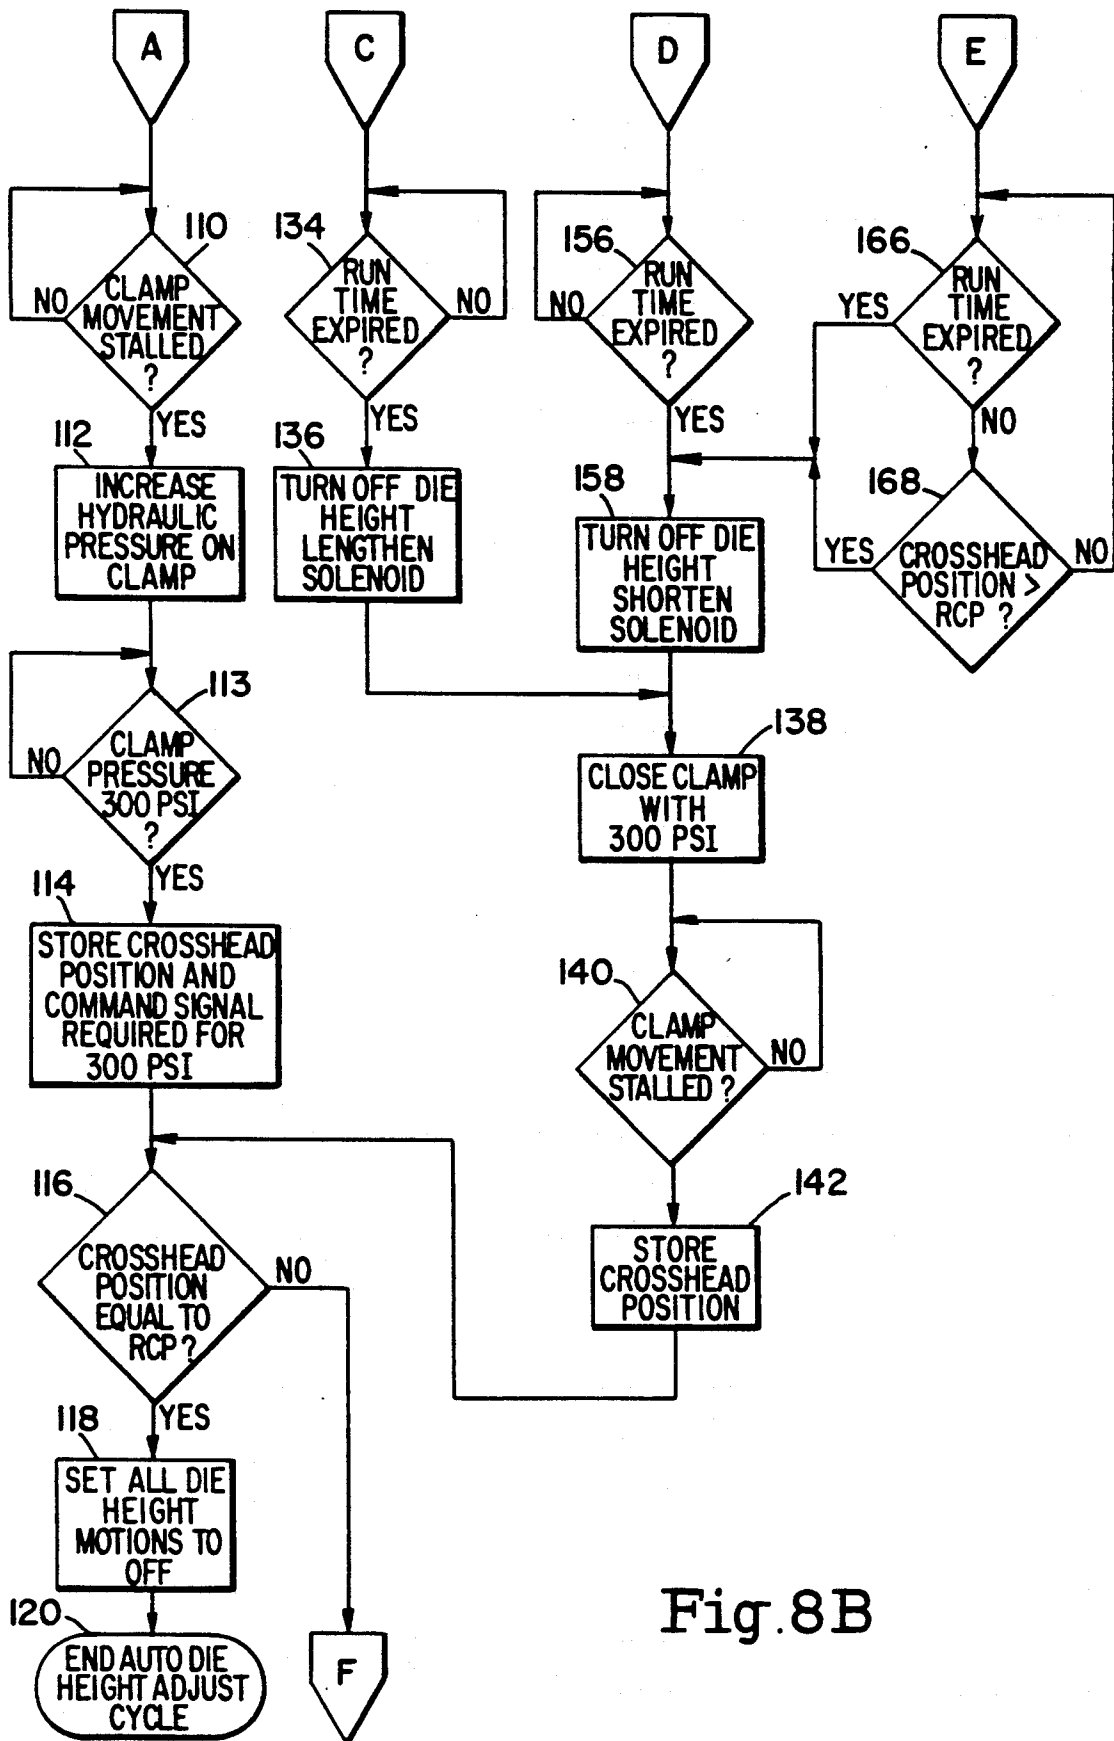 A
C
D
E
110
CLAMP
MOVEMENT
STALLED
?
NO
YES
112
INCREASE
HYDRAULIC
PRESSURE ON
CLAMP
113
CLAMP
PRESSURE
300 PSI
?
NO
YES
114
STORE CROSSHEAD
POSITION AND
COMMAND SIGNAL
REQUIRED FOR
300 PSI
116
CROSSHEAD
POSITION
EQUAL TO
RCP?
NO
YES
118
SET ALL DIE
HEIGHT
MOTIONS TO
OFF
120
END AUTO DIE
HEIGHT ADJUST
CYCLE
F
134
RUN
TIME
EXPIRED
?
NO
YES
136
TURN OFF DIE
HEIGHT
LENGTHEN
SOLENOID
156
RUN
TIME
EXPIRED
?
NO
YES
158
TURN OFF DIE
HEIGHT
SHORTEN
SOLENOID
138
CLOSE CLAMP
WITH
300 PSI
140
CLAMP
MOVEMENT
STALLED?
NO
142
STORE
CROSSHEAD
POSITION
166
RUN
TIME
EXPIRED
?
YES
NO
168
CROSSHEAD
POSITION >
RCP ?
YES
NO
Fig.8B